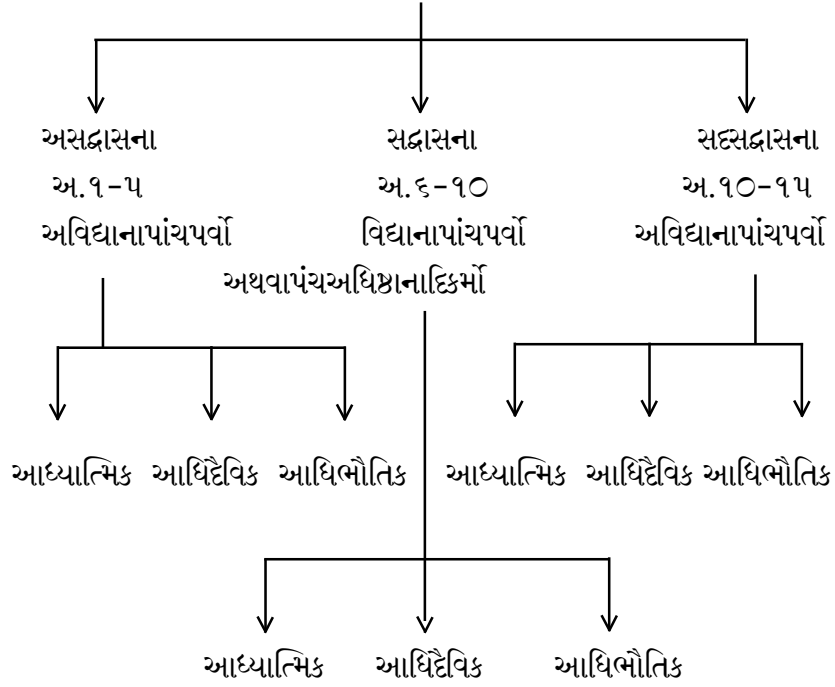 અસદ્વાસના સદ્વાસના સદસદ્વાસના
અ.૧-૫ અ.૬-૧૦ અ.૧૦-૧૫
અવિદ્યાનાપાંચપર્વો વિદ્યાનાપાંચપર્વો અવિદ્યાનાપાંચપર્વો
અથવાપંચઅધિષ્ઠાનાદિકર્મો
આધ્યાત્મિક આધિદૈવિક આધિભૌતિક આધ્યાત્મિક આધિદૈવિક આધિભૌતિક
આધ્યાત્મિક આધિદૈવિક આધિભૌતિક